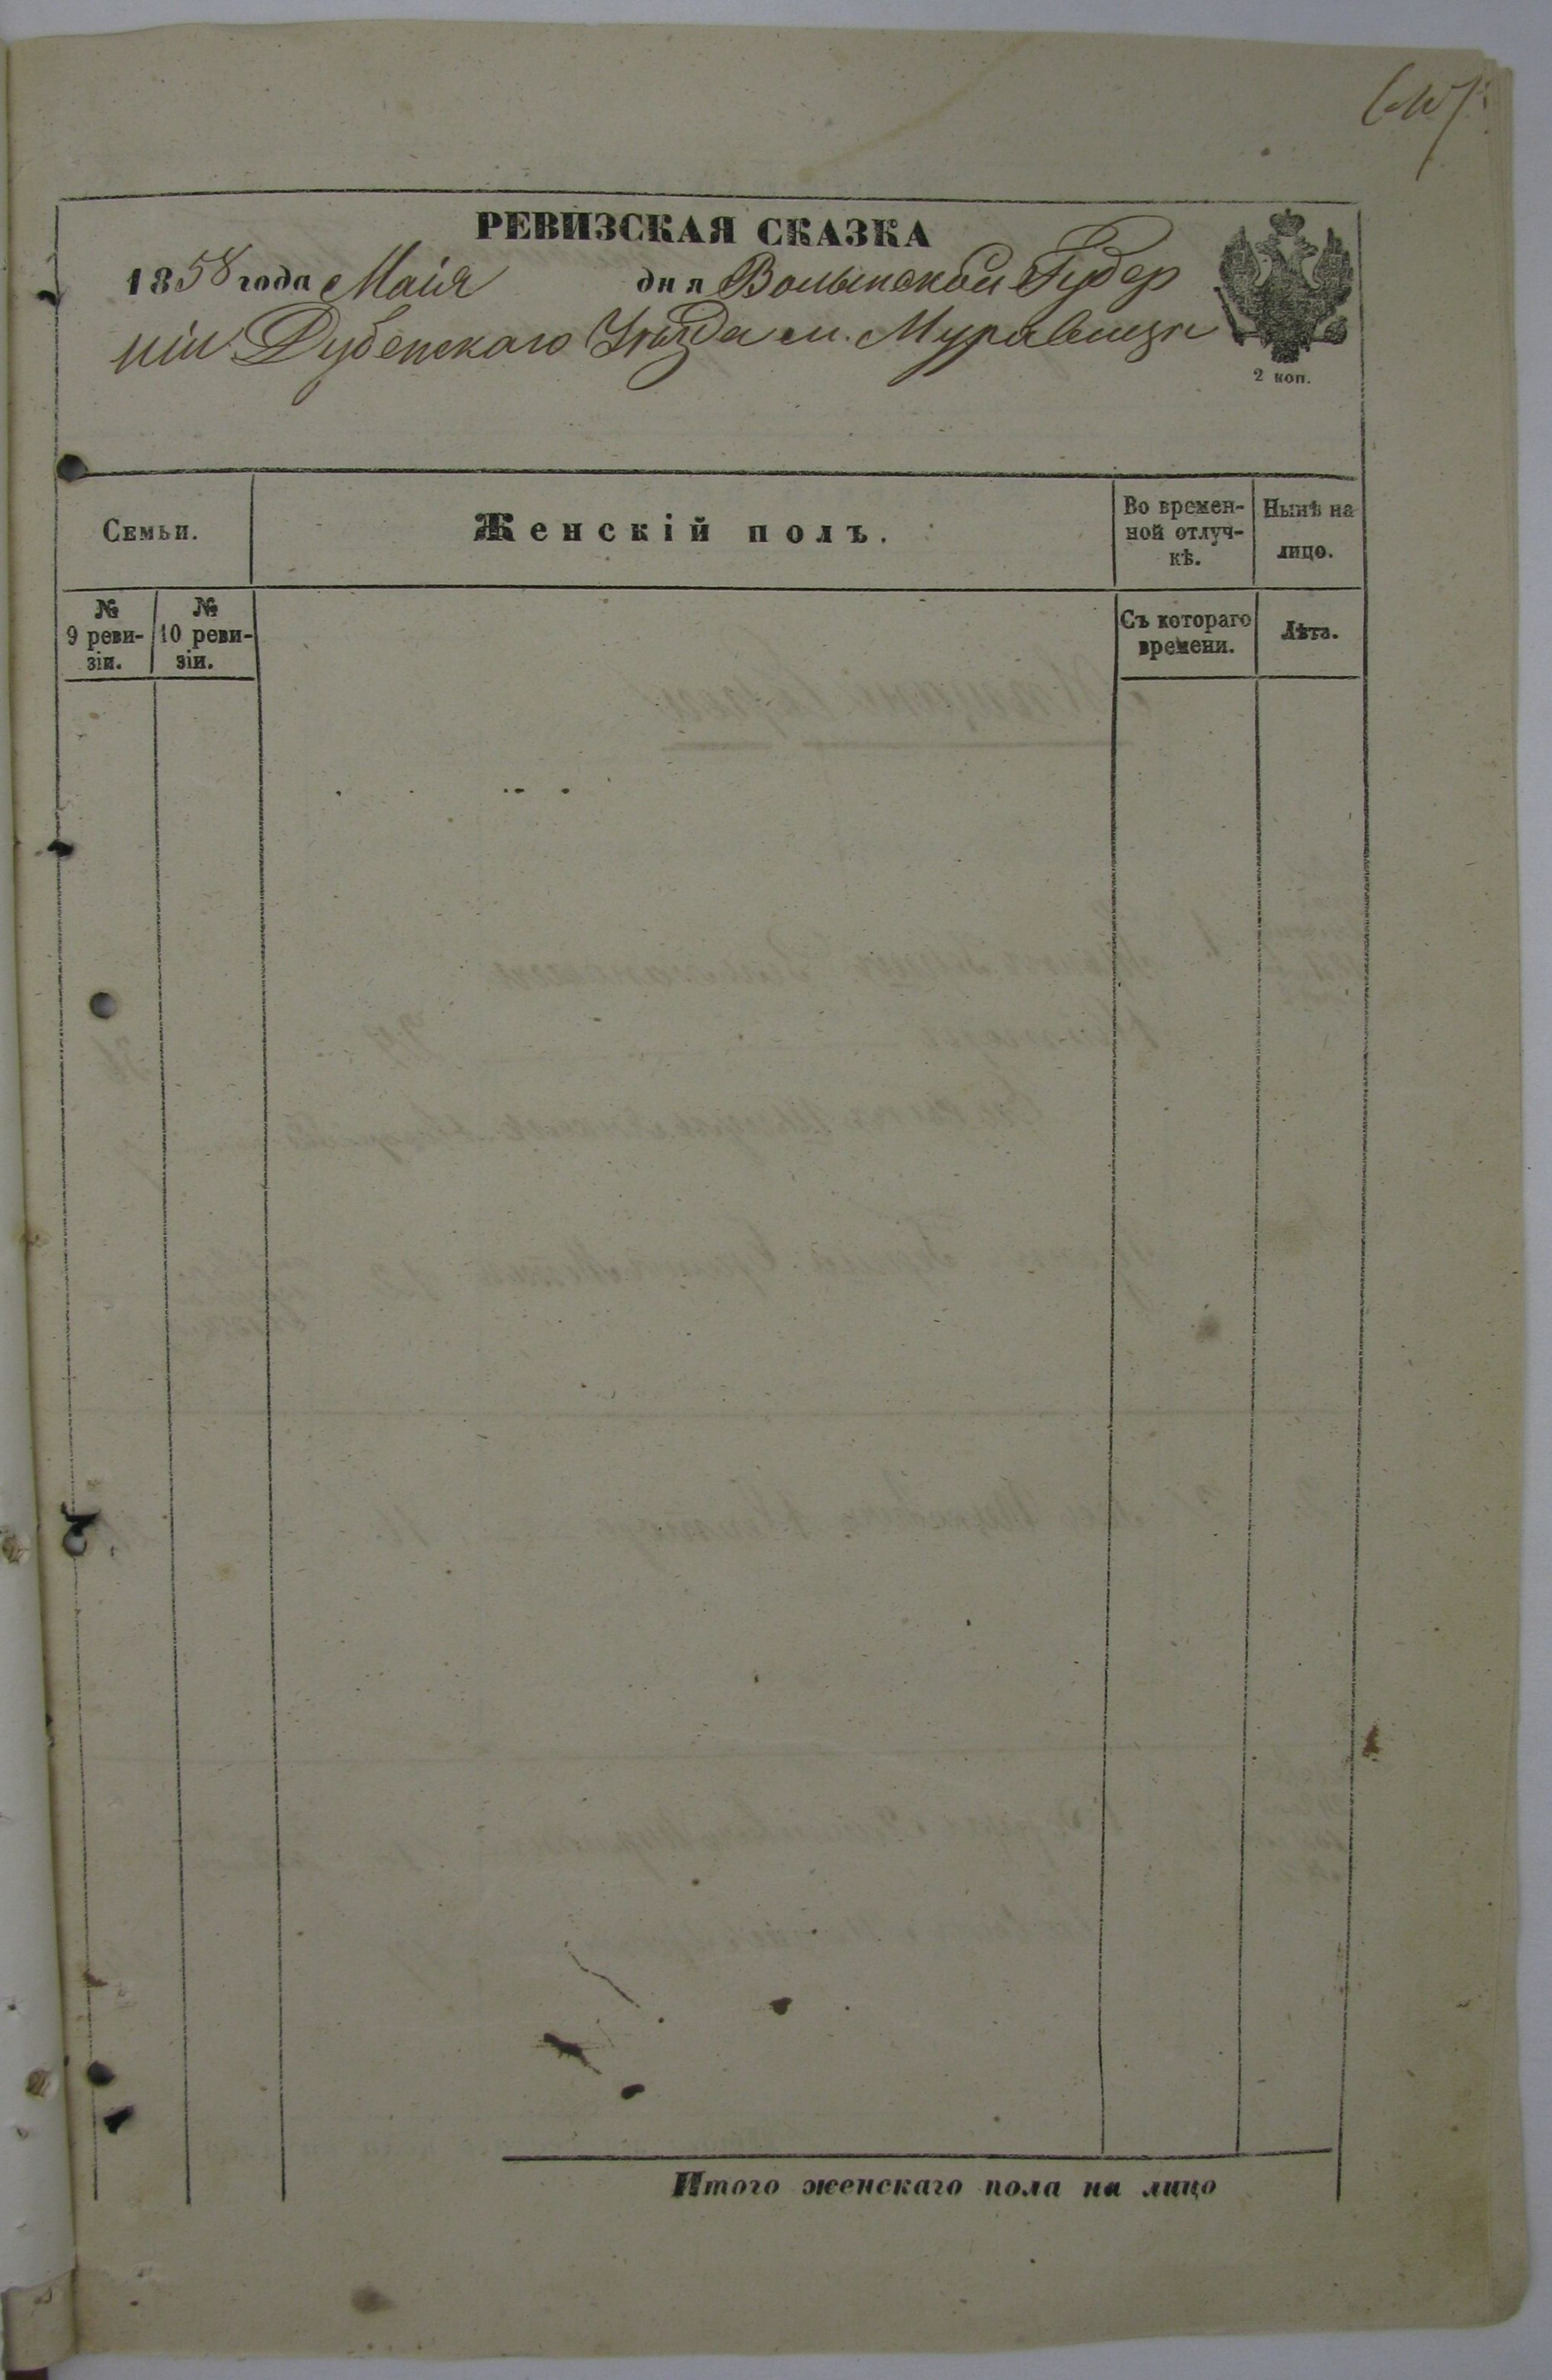 РЕВИЗСКАЯ СКАЗКА
1858 года Маія дня Волынской Губер
ніи Дубенскаго Уѣзда м. Муравицы
2 коп.
Семьи.
Женскій полъ.
Во времен-
ной отлуч-
кѣ.
Нынѣ на
лицо.
№
9 реви-
зіи.
№
10 реви-
зіи.
Съ котораго
времени.
Лѣта.
Итого женскаго пола на лицо